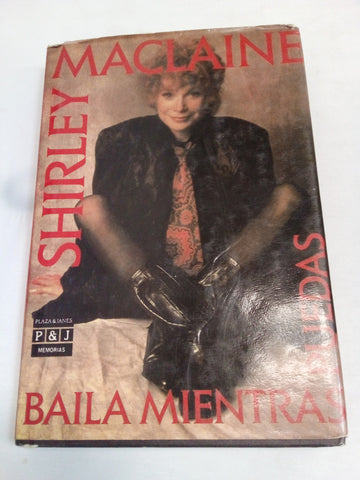 SHIRLEY
MACLAINE
PLAZA & JANES
P & J
MEMORIAS
BAILA MIENTRAS
PUEDAS